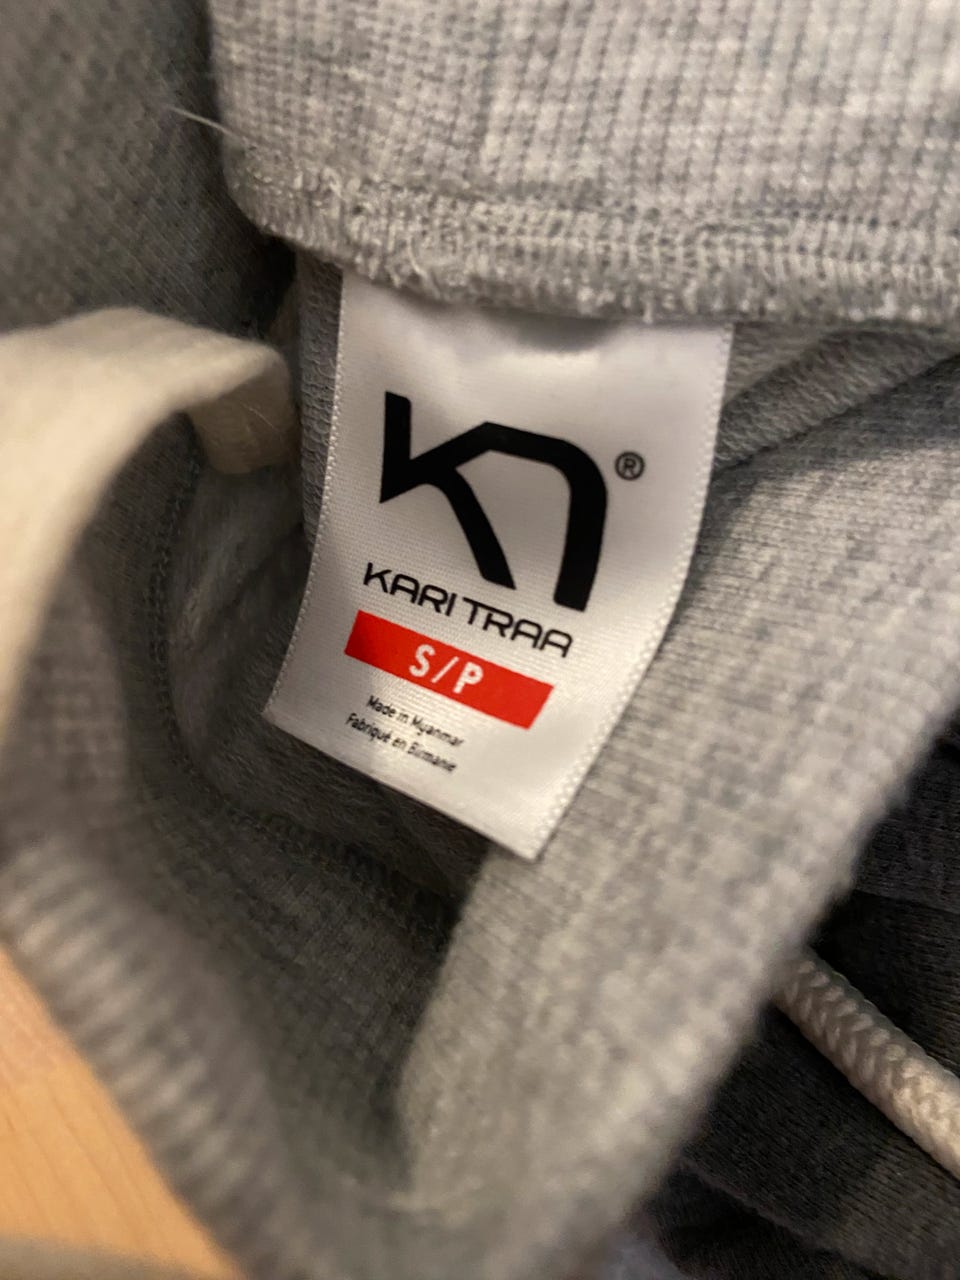 ®
KARI TRAA
S/P
Made in Myanmar
Fabriqué en Birmanie